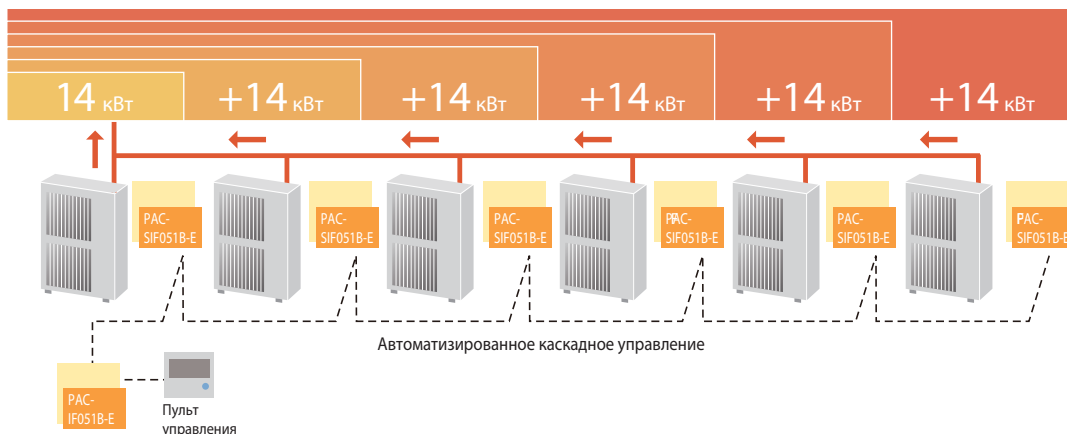 14 кВт
+14 кВт
+14 кВт
+14 кВт
+14 кВт
+14 кВт
PAC-
SIF051B-E
PAC-
SIF051B-E
PAC-
SIF051B-E
PAC-
SIF051B-E
PAC-
SIF051B-E
PAC-
SIF051B-E
Автоматизированное каскадное управление
PAC-
IF051B-E
Пульт
управления